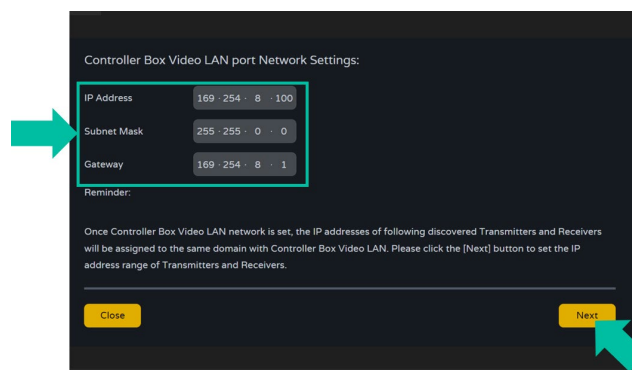 Controller Box Video LAN port Network Settings:
IP Address 169 · 254 · 8 · 100
Subnet Mask 255 · 255 · 0 · 0
Gateway 169 · 254 · 8 · 1
Reminder:
Once Controller Box Video LAN network is set, the IP addresses of following discovered Transmitters and Receivers
will be assigned to the same domain with Controller Box Video LAN. Please click the [Next] button to set the IP
address range of Transmitters and Receivers.
Close Next